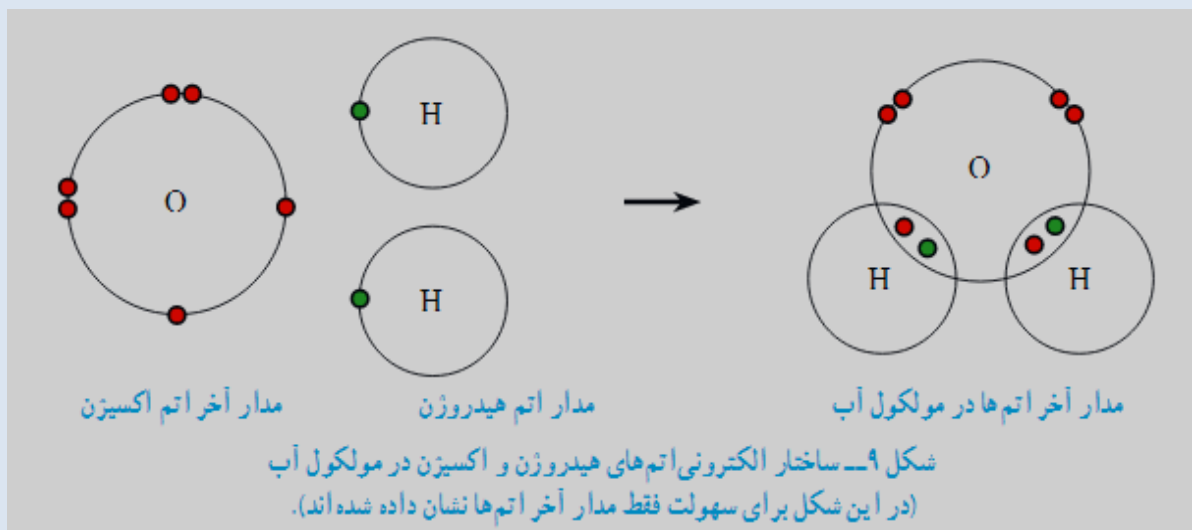 O
H
H
O
H
H
مدار آخر اتم اکسیژن
مدار اتم هیدروژن
مدار آخر اتم‌ها در مولکول آب
شکل ۹ــ ساختار الکترونی اتم‌های هیدروژن و اکسیژن در مولکول آب
(در این شکل برای سهولت فقط مدار آخر اتم‌ها نشان داده شده اند).